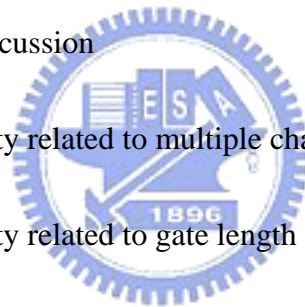 cussion
ty related to multiple cha
ES A
ty related to gate length
1896